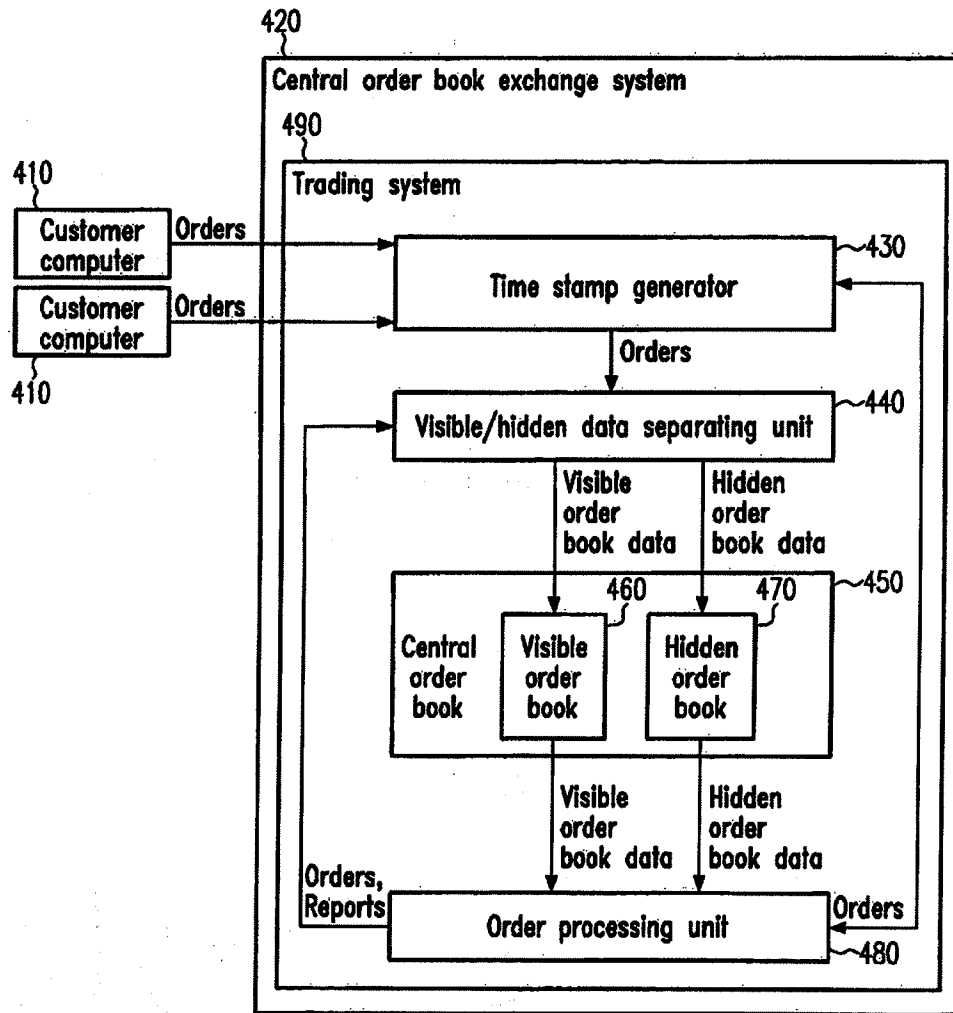 420
Central order book exchange system
490
Trading system
410
Customer
computer
Orders
430
Time stamp generator
Customer
computer
Orders
410
Orders
440
Visible/hidden data separating unit
Visible
order
book data
Hidden
order
book data
450
460
470
Central
order
book
Visible
order
book
Hidden
order
book
Visible
order
book data
Hidden
order
book data
Orders,
Reports
Order processing unit
Orders
480